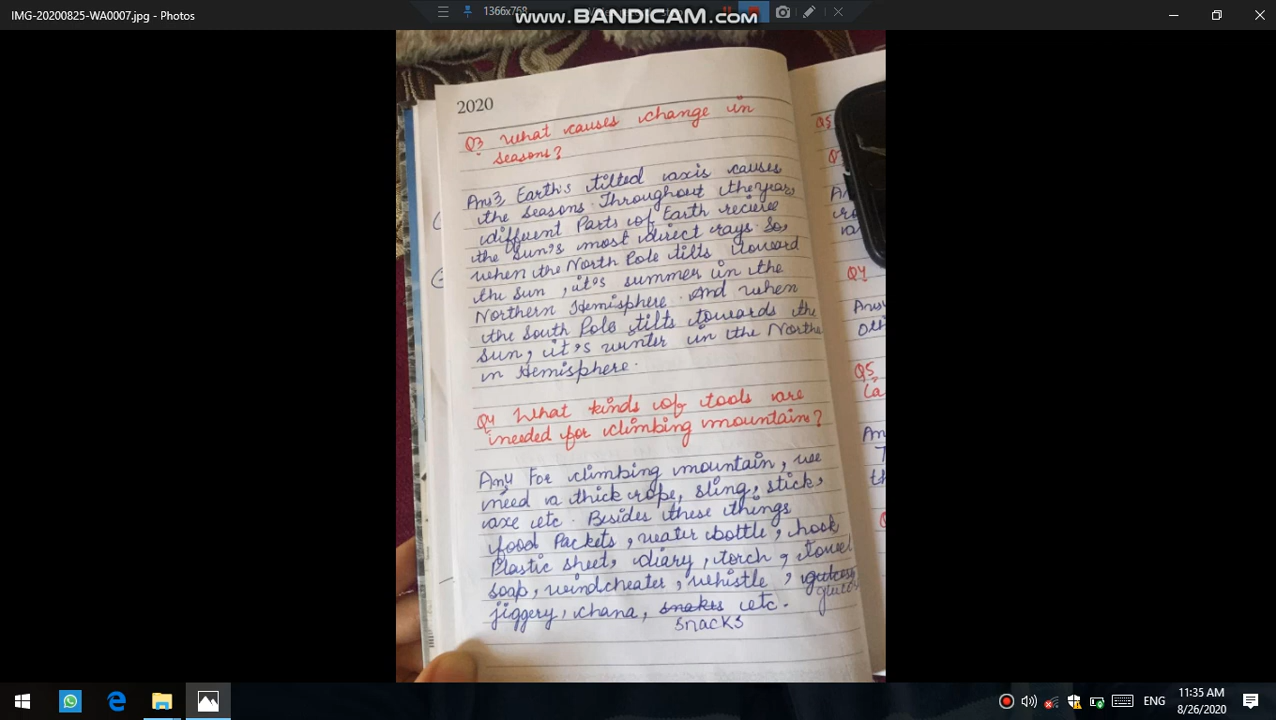 IMG-20200825-WA0007.jpg - Photos
1366x768
www.BANDICAM.com
2020
Q3 What causes change in
seasons?
Ans3, Earth's tilted axis causes
the seasons. Throughout the year,
different Parts of Earth recieve
the Sun's most direct rays. So,
when the North Pole tilts toward
the Sun, it's summer in the
Northern Hemisphere. And when
the South Pole tilts towards the
Sun, it's winter in the North
in Hemisphere.
Q4 What kinds of tools are
needed for climbing mountain?
Ans4 For climbing mountain, we
need a thick rope, sling, stick,
axe etc. Besides these things
food Packets, water bottle, hook
Plastic sheet, diary, torch, towel
soap, windcheater, whistle,
jiggery, chana, snakes etc.
snacks
Q5
Q4
Q5
ENG
11:35 AM
8/26/2020